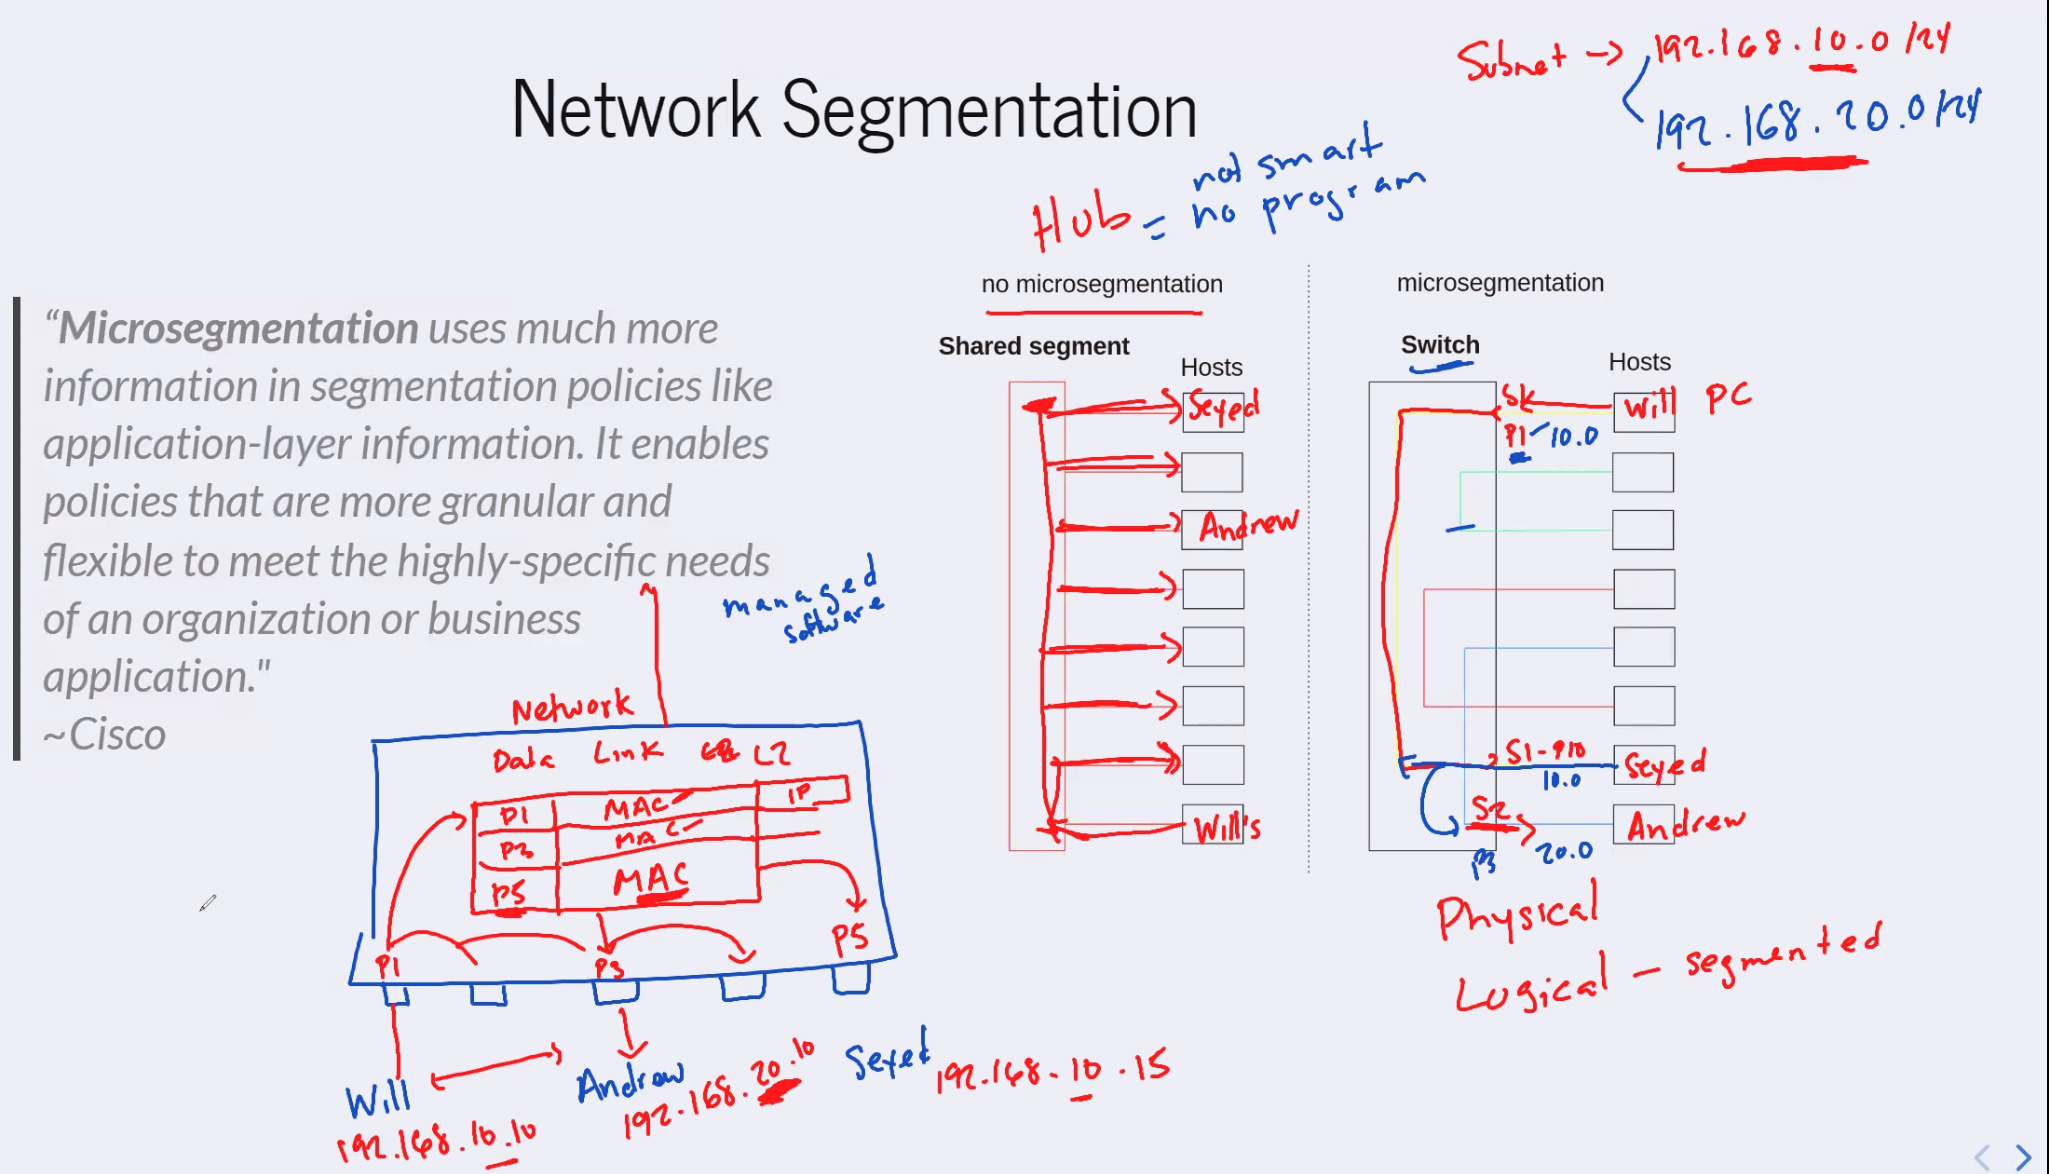 Subnet → 192.168.10.0/24
192.168.20.0/24
Network Segmentation
Hub = not smart
no program
“Microsegmentation uses much more
information in segmentation policies like
application-layer information. It enables
policies that are more granular and
flexible to meet the highly-specific needs
of an organization or business
application."
~Cisco
no microsegmentation
Shared segment
Hosts
Seyed
Andrew
Will's
microsegmentation
Switch
Hosts
Will PC
P1 10.0
S1-P10
10.0
Seyed
S2
Andrew
P3
20.0
Physical
Logical - segmented
managed
software
Network
Data Link L2
P1 MAC IP
P3 MAC
P5 MAC
P1
P3
P5
Will
192.168.10.10
Andrew
192.168.20.10
Seyed
192.168.10.15